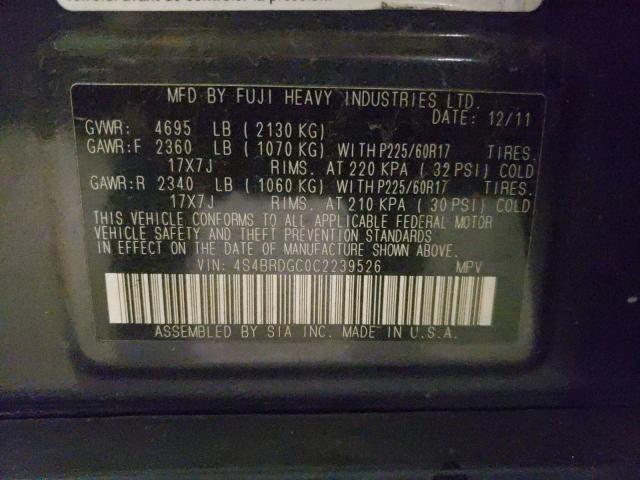 MFD BY FUJI HEAVY INDUSTRIES LTD.
DATE: 12/11
GVWR: 4695 LB ( 2130 KG)
GAWR:F 2360 LB ( 1070 KG) WITH P225/60R17 TIRES.
17X7J RIMS. AT 220 KPA ( 32 PSI) COLD
GAWR:R 2340 LB ( 1060 KG) WITH P225/60R17 TIRES.
17X7J RIMS. AT 210 KPA ( 30 PSI) COLD
THIS VEHICLE CONFORMS TO ALL APPLICABLE FEDERAL MOTOR
VEHICLE SAFETY AND THEFT PREVENTION STANDARDS
IN EFFECT ON THE DATE OF MANUFACTURE SHOWN ABOVE.
VIN: 4S4BRDGC0C2239526 MPV
ASSEMBLED BY SIA INC. MADE IN U.S.A.